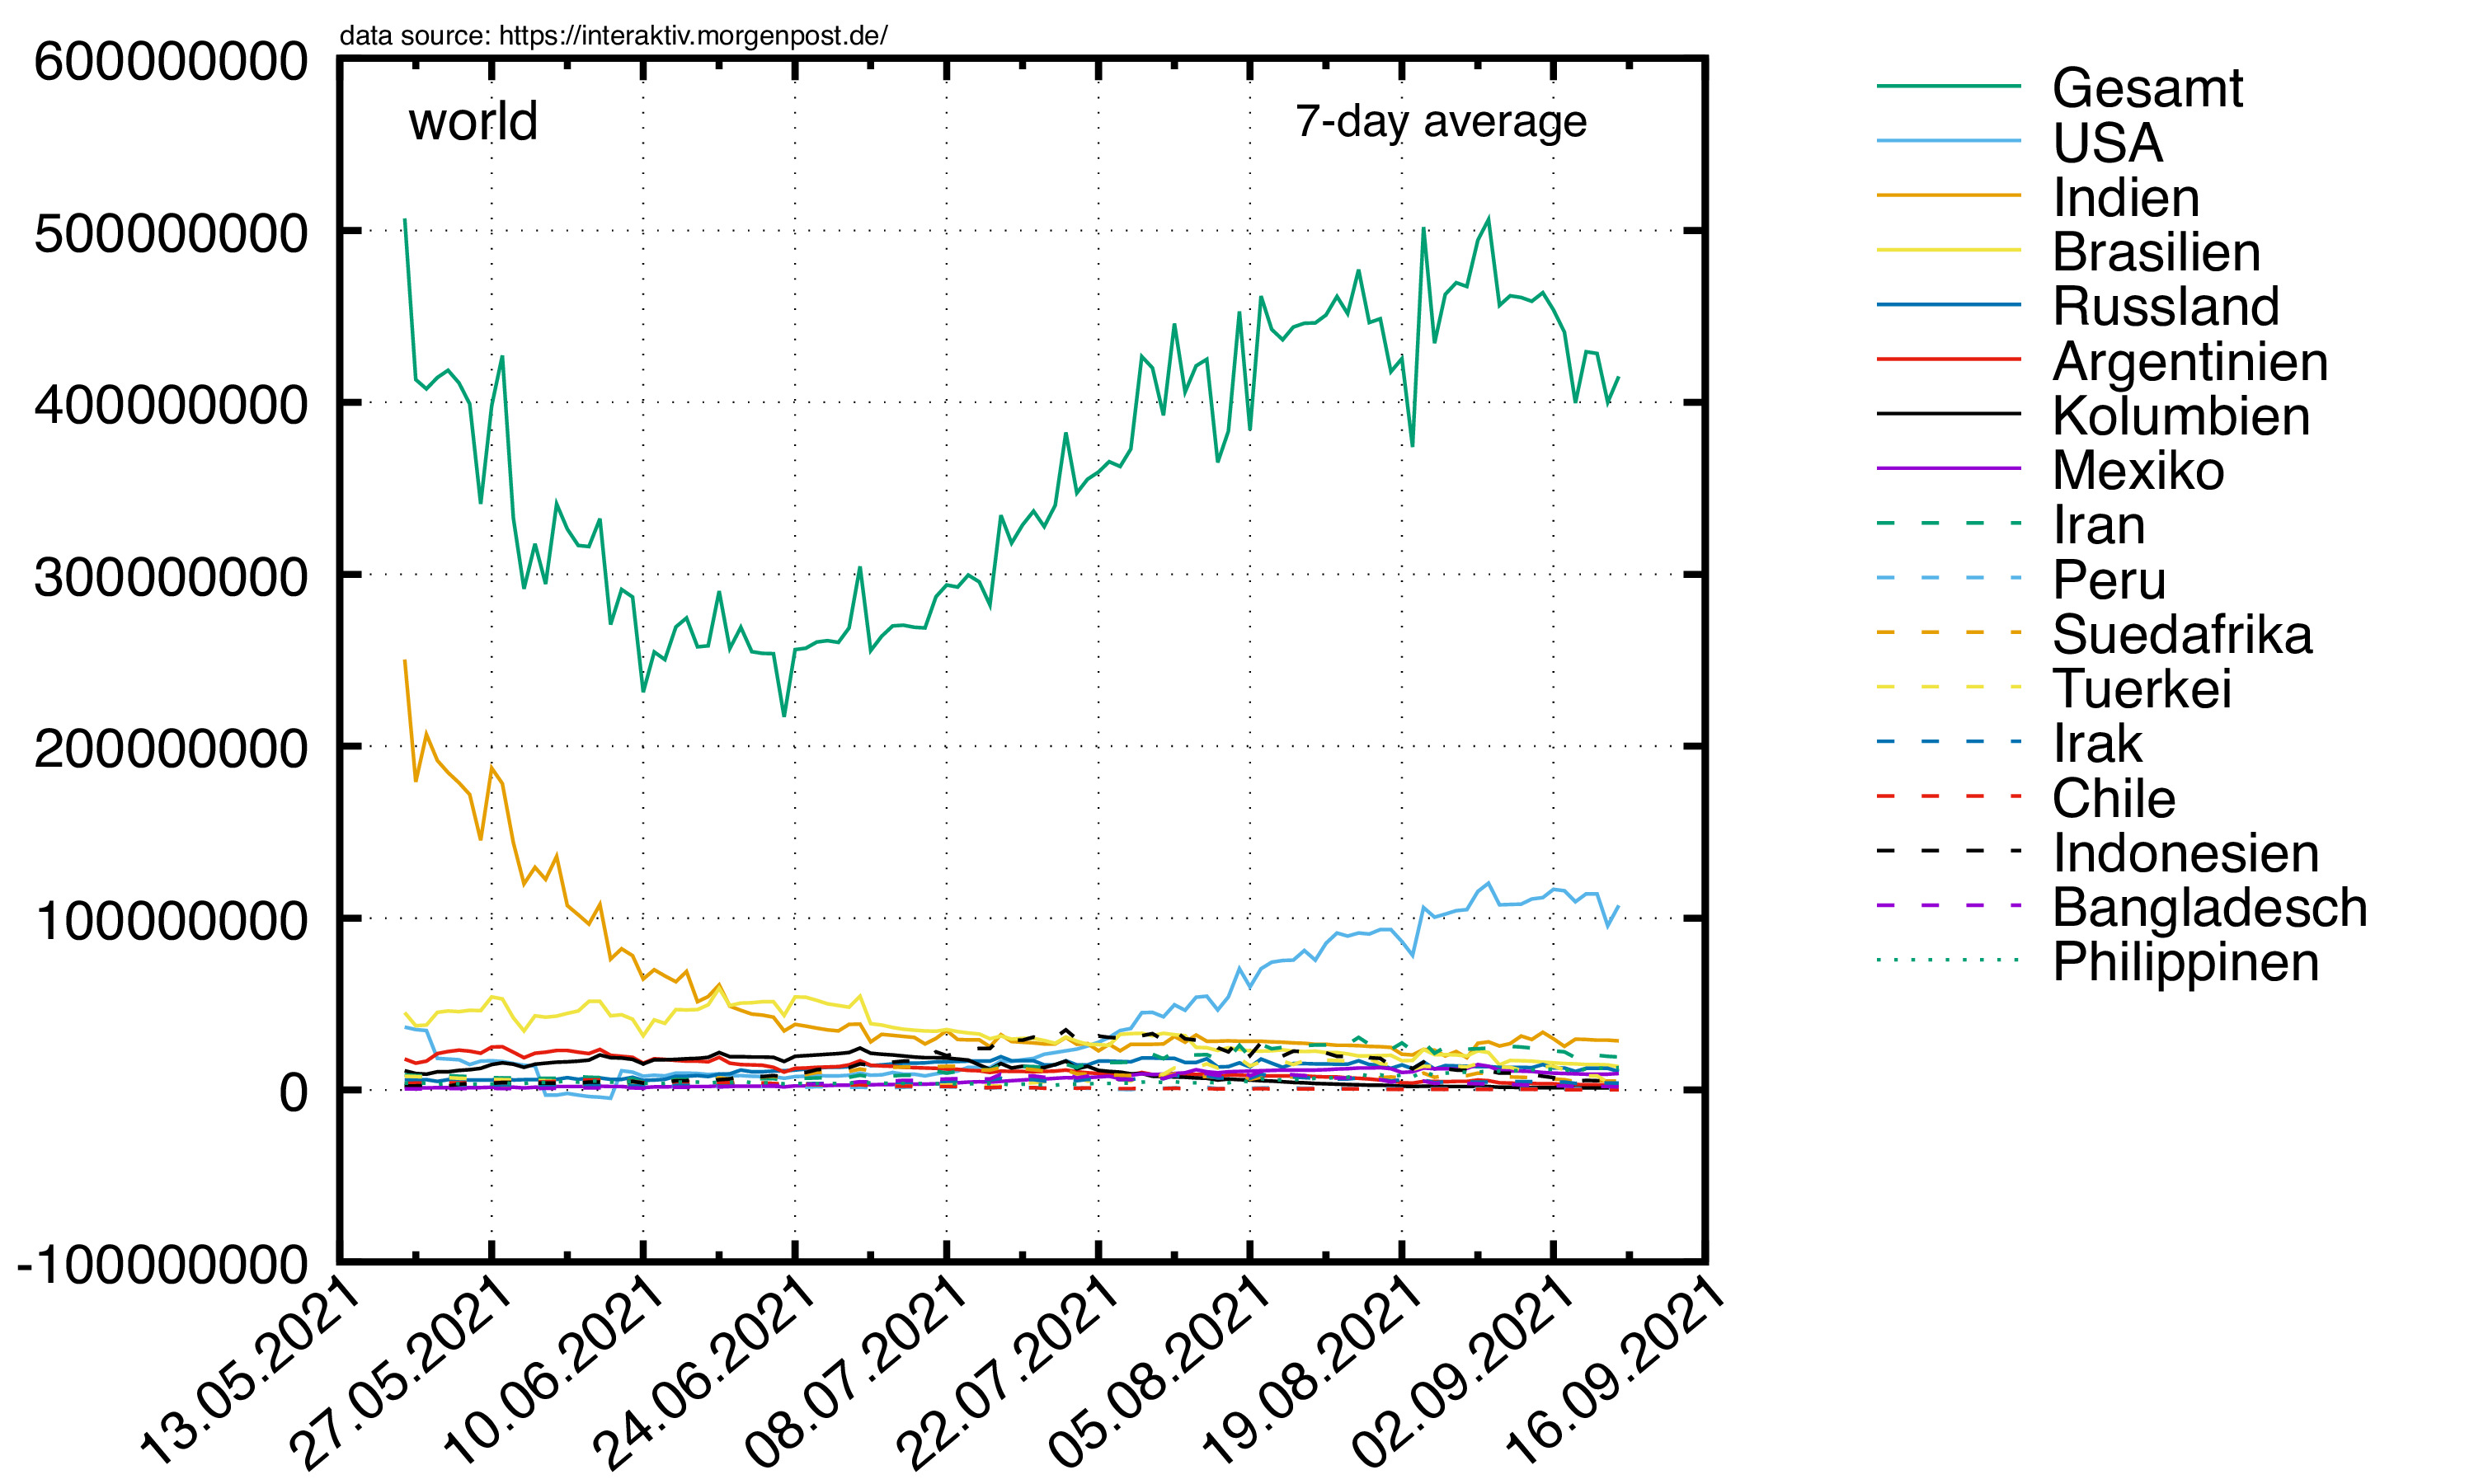 data source: https://interaktiv.morgenpost.de/
world
7-day average
600000000
500000000
400000000
300000000
200000000
100000000
0
-100000000
13.05.2021
27.05.2021
10.06.2021
24.06.2021
08.07.2021
22.07.2021
05.08.2021
19.08.2021
02.09.2021
16.09.2021
Gesamt
USA
Indien
Brasilien
Russland
Argentinien
Kolumbien
Mexiko
Iran
Peru
Suedafrika
Tuerkei
Irak
Chile
Indonesien
Bangladesch
Philippinen